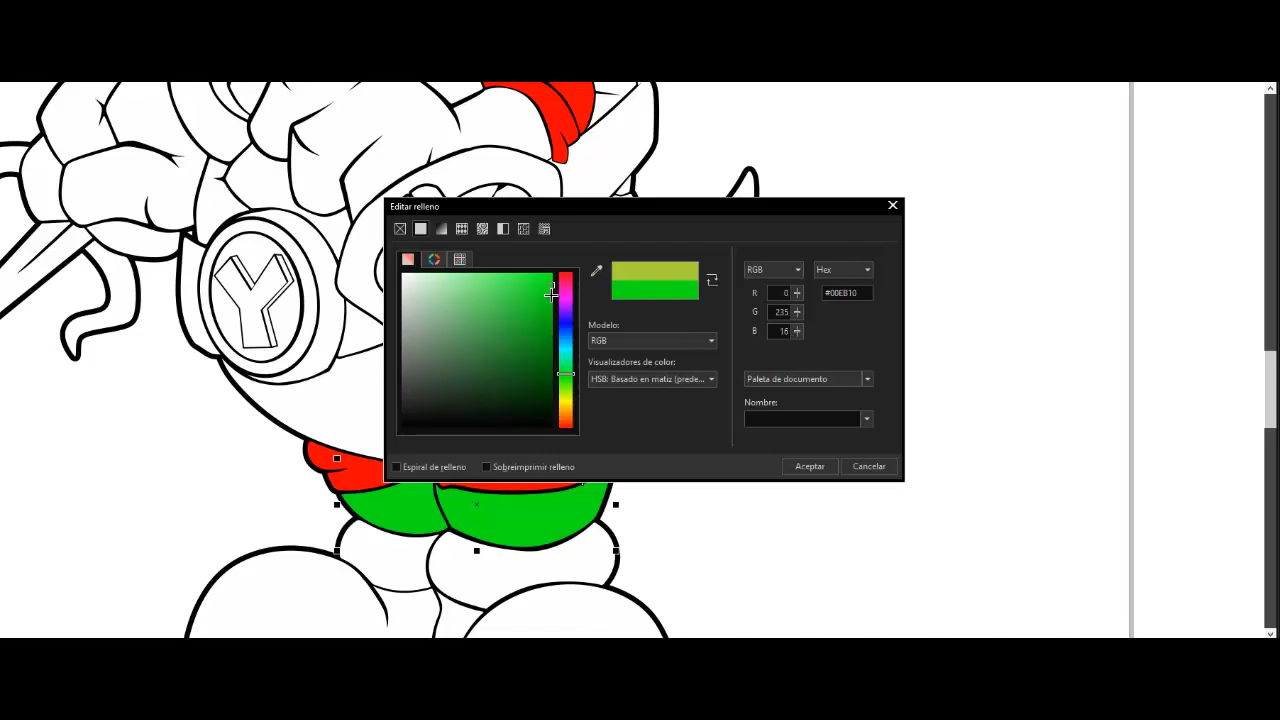 Editar relleno
RGB
Hex
R 0
#00EB10
G 235
B 16
Modelo:
RGB
Visualizadores de color:
HSB: Basado en matiz (prede...
Paleta de documento
Nombre:
Espiral de relleno
Sobreimprimir relleno
Aceptar
Cancelar
Y